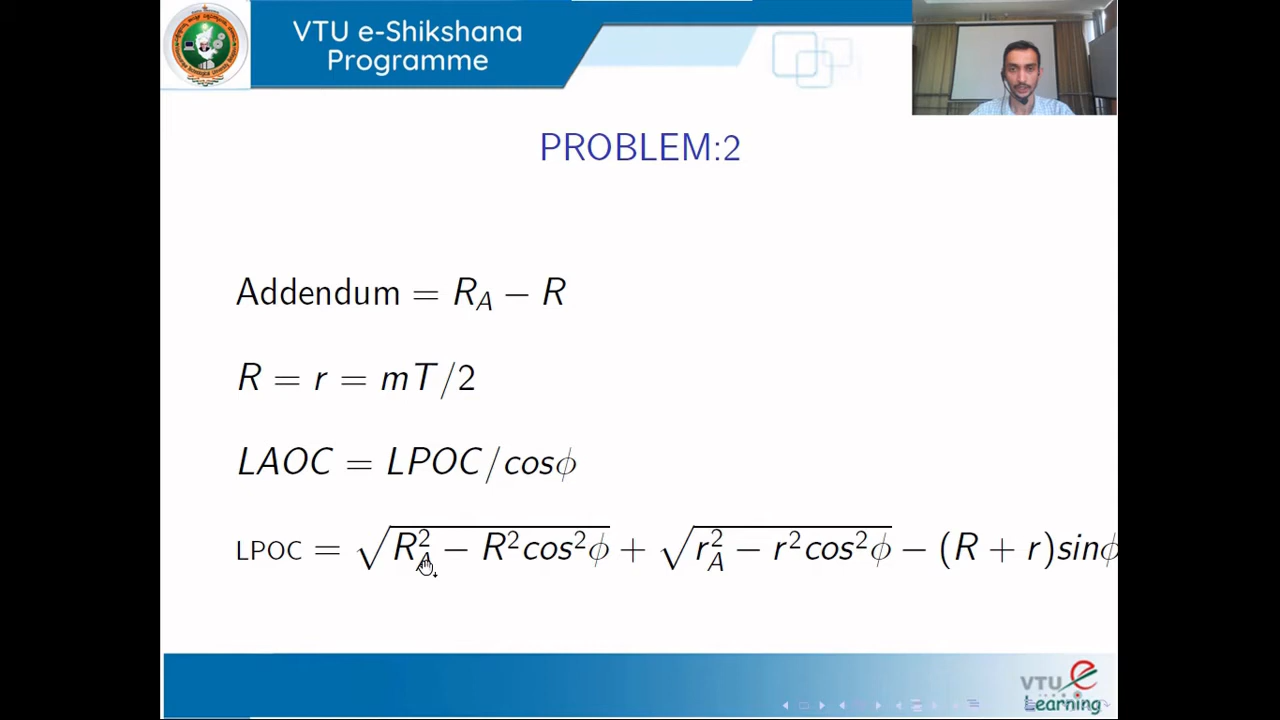 VTU e-Shikshana
Programme
PROBLEM:2
Addendum = R_A − R
R = r = mT/2
LAOC = LPOC/cosϕ
LPOC = √(R_A² − R²cos²ϕ) + √(r_A² − r²cos²ϕ) − (R + r)sinϕ
VTU e
Learning